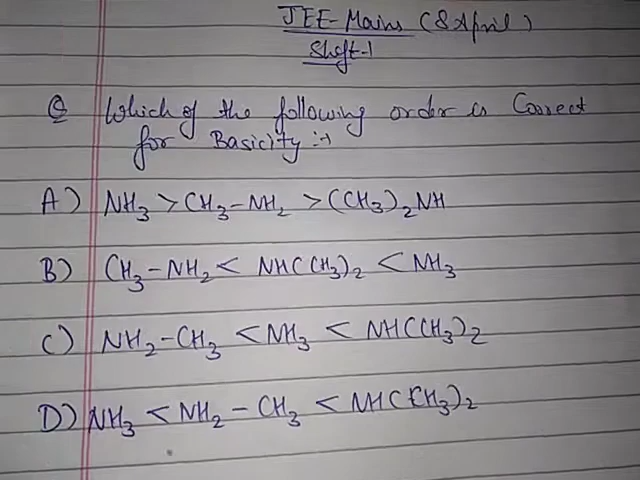 JEE-Mains (8 April)
Shift-1
Q Which of the following order is Correct
for Basicity :→
A) NH₃ > CH₃-NH₂ > (CH₃)₂NH
B) CH₃-NH₂ < NH(CH₃)₂ < NH₃
C) NH₂-CH₃ < NH₃ < NH(CH₃)₂
D) NH₃ < NH₂-CH₃ < NH(CH₃)₂